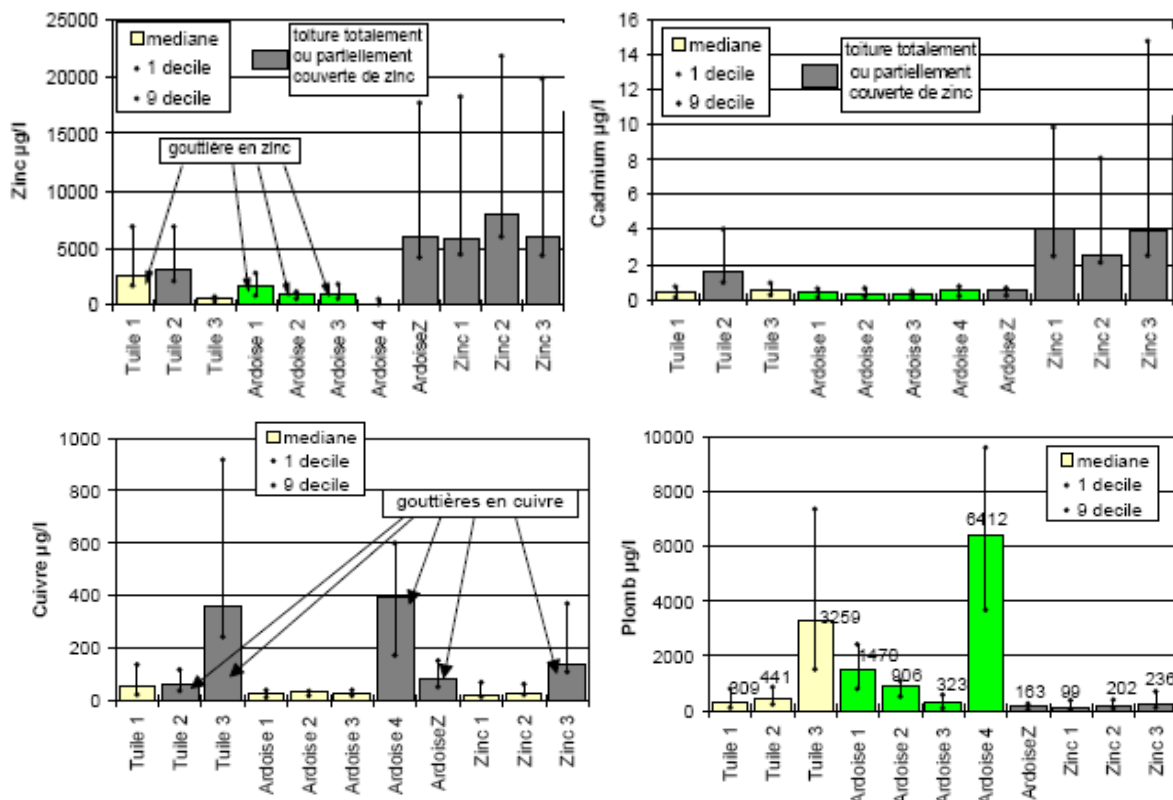 Zinc µg/l
25000
20000
15000
10000
5000
0
mediane
1 decile
9 decile
toiture totalement
ou partiellement
couverte de zinc
gouttière en zinc
Tuile 1
Tuile 2
Tuile 3
Ardoise 1
Ardoise 2
Ardoise 3
Ardoise 4
ArdoiseZ
Zinc 1
Zinc 2
Zinc 3
Cadmium µg/l
16
14
12
10
8
6
4
2
0
mediane
1 decile
9 decile
toiture totalement
ou partiellement
couverte de zinc
Tuile 1
Tuile 2
Tuile 3
Ardoise 1
Ardoise 2
Ardoise 3
Ardoise 4
ArdoiseZ
Zinc 1
Zinc 2
Zinc 3
Cuivre µg/l
1000
800
600
400
200
0
mediane
1 decile
9 decile
gouttières en cuivre
Tuile 1
Tuile 2
Tuile 3
Ardoise 1
Ardoise 2
Ardoise 3
Ardoise 4
ArdoiseZ
Zinc 1
Zinc 2
Zinc 3
Plomb µg/l
10000
8000
6000
4000
2000
0
mediane
1 decile
9 decile
309
441
3259
1470
906
323
6412
163
99
202
236
Tuile 1
Tuile 2
Tuile 3
Ardoise 1
Ardoise 2
Ardoise 3
Ardoise 4
ArdoiseZ
Zinc 1
Zinc 2
Zinc 3